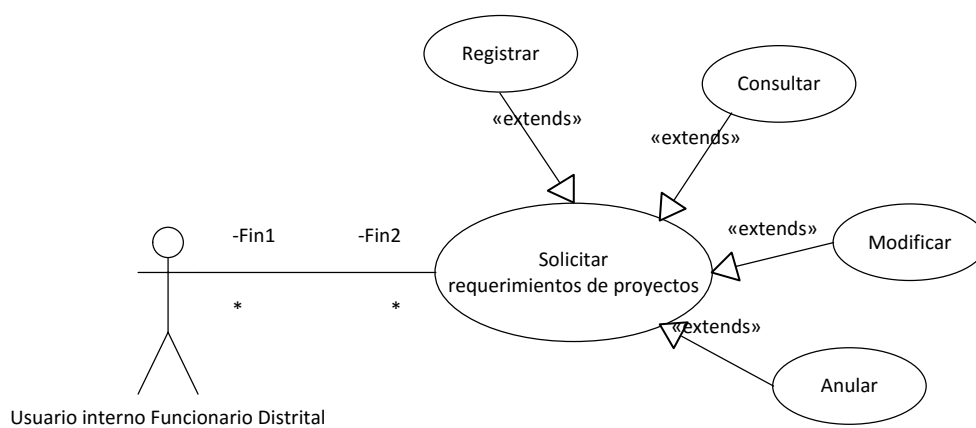 Registrar
Consultar
«extends»
«extends»
-Fin1
-Fin2
«extends»
Modificar
Solicitar
requerimientos de proyectos
*
*
«extends»
Anular
Usuario interno Funcionario Distrital